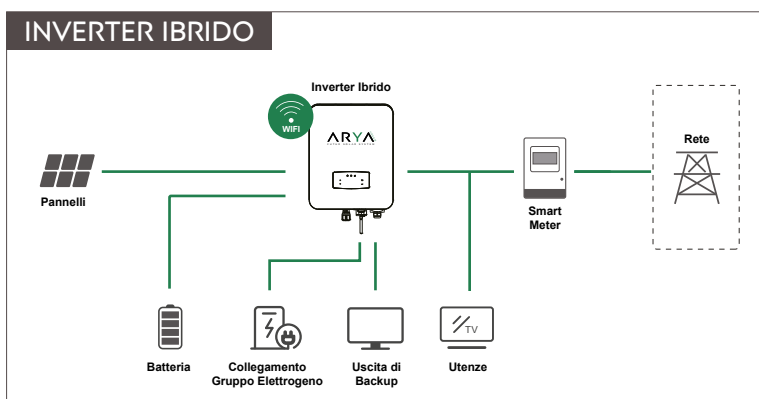 INVERTER IBRIDO
Inverter Ibrido
WIFI
ARYA
Pannelli
Rete
Smart
Meter
TV
Batteria
Collegamento
Gruppo Elettrogeno
Uscita di
Backup
Utenze